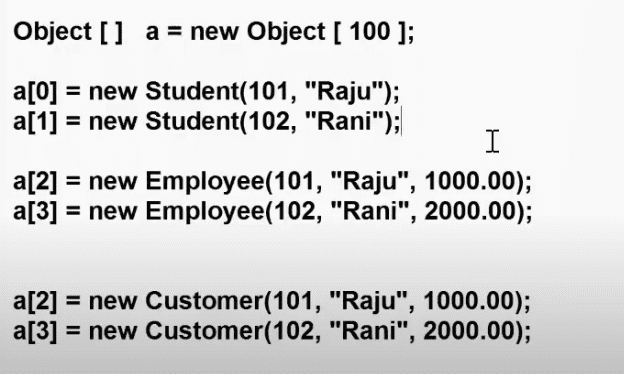 Object [ ]   a = new Object [ 100 ];
a[0] = new Student(101, "Raju");
a[1] = new Student(102, "Rani");
a[2] = new Employee(101, "Raju", 1000.00);
a[3] = new Employee(102, "Rani", 2000.00);
a[2] = new Customer(101, "Raju", 1000.00);
a[3] = new Customer(102, "Rani", 2000.00);